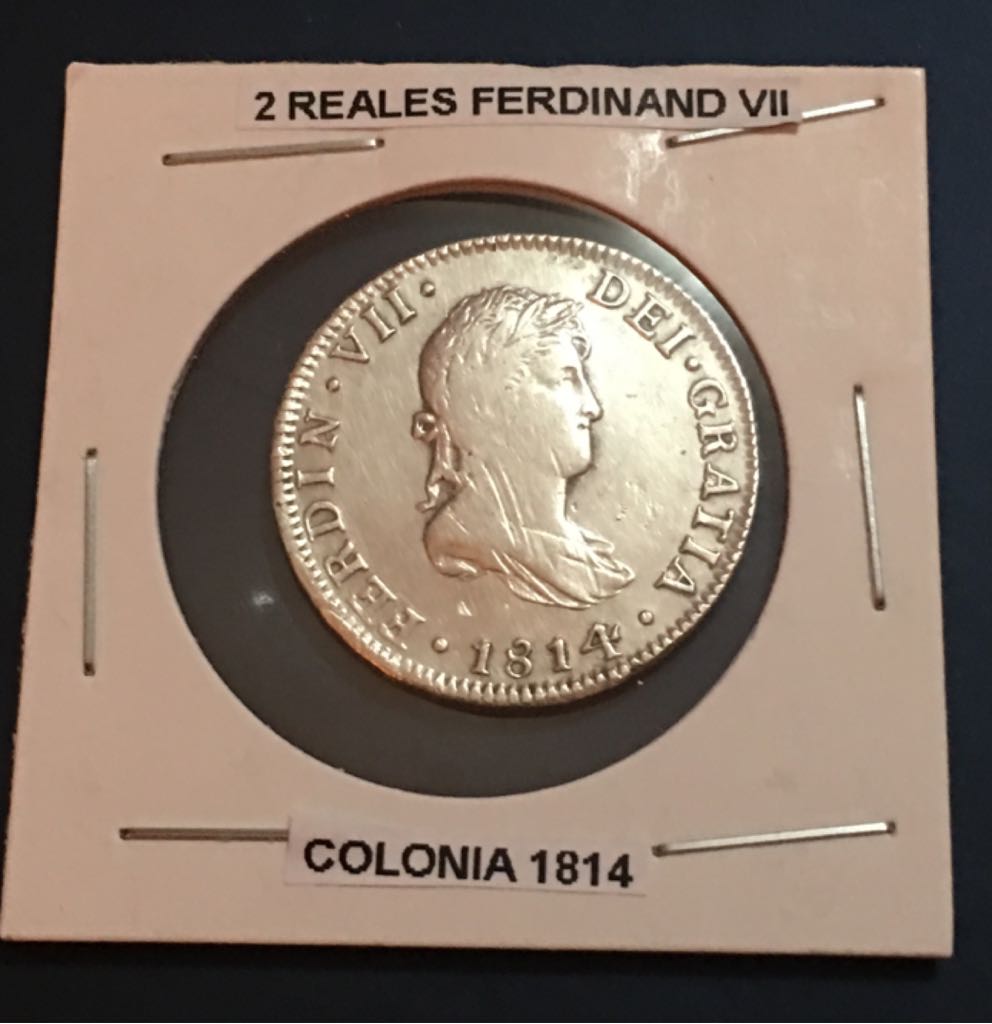 2 REALES FERDINAND VII
FERDIN · VII · DEI · GRATIA ·
· 1814 ·
COLONIA 1814